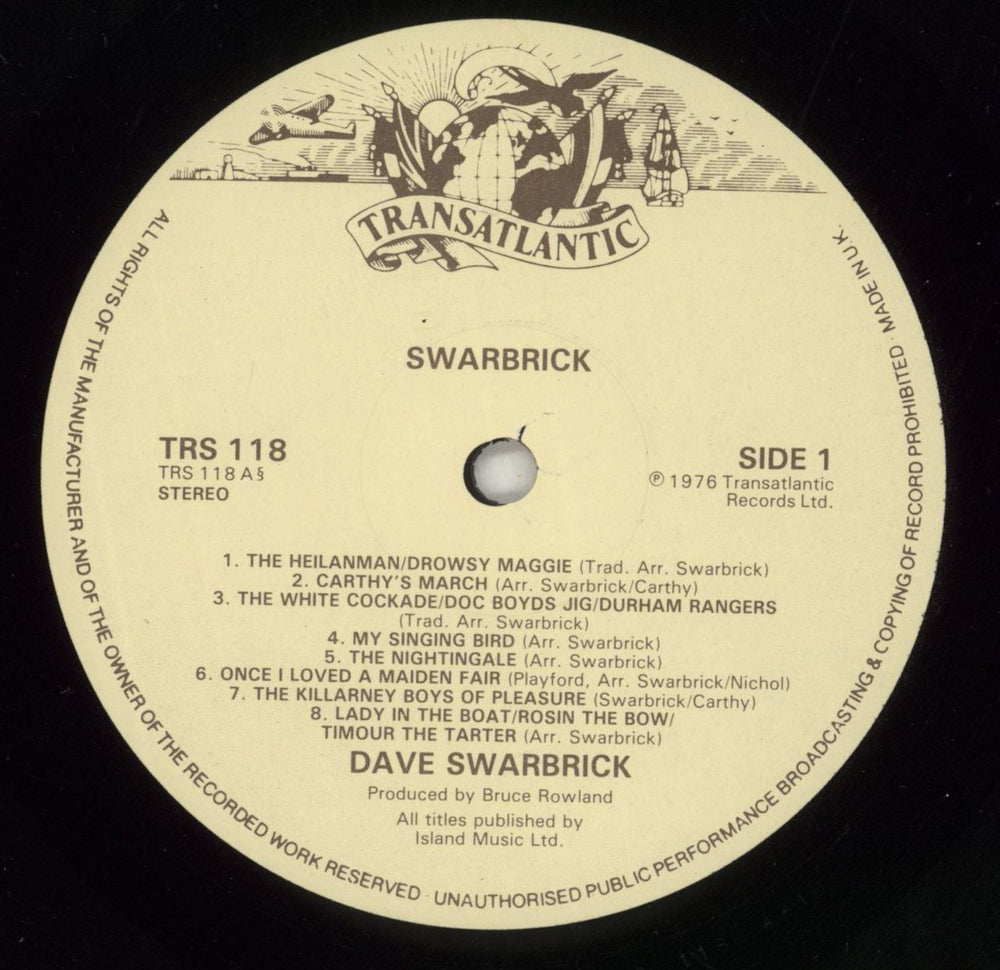 TRANSATLANTIC
SWARBRICK
TRS 118
TRS 118 A§
STEREO
SIDE 1
℗ 1976 Transatlantic
Records Ltd.
1. THE HEILANMAN/DROWSY MAGGIE (Trad. Arr. Swarbrick)
2. CARTHY'S MARCH (Arr. Swarbrick/Carthy)
3. THE WHITE COCKADE/DOC BOYDS JIG/DURHAM RANGERS
(Trad. Arr. Swarbrick)
4. MY SINGING BIRD (Arr. Swarbrick)
5. THE NIGHTINGALE (Arr. Swarbrick)
6. ONCE I LOVED A MAIDEN FAIR (Playford, Arr. Swarbrick/Nichol)
7. THE KILLARNEY BOYS OF PLEASURE (Swarbrick/Carthy)
8. LADY IN THE BOAT/ROSIN THE BOW/
TIMOUR THE TARTER (Arr. Swarbrick)
DAVE SWARBRICK
Produced by Bruce Rowland
All titles published by
Island Music Ltd.
ALL RIGHTS OF THE MANUFACTURER AND OF THE OWNER OF THE RECORDED WORK RESERVED · UNAUTHORISED PUBLIC PERFORMANCE BROADCASTING & COPYING OF RECORD PROHIBITED · MADE IN U.K.